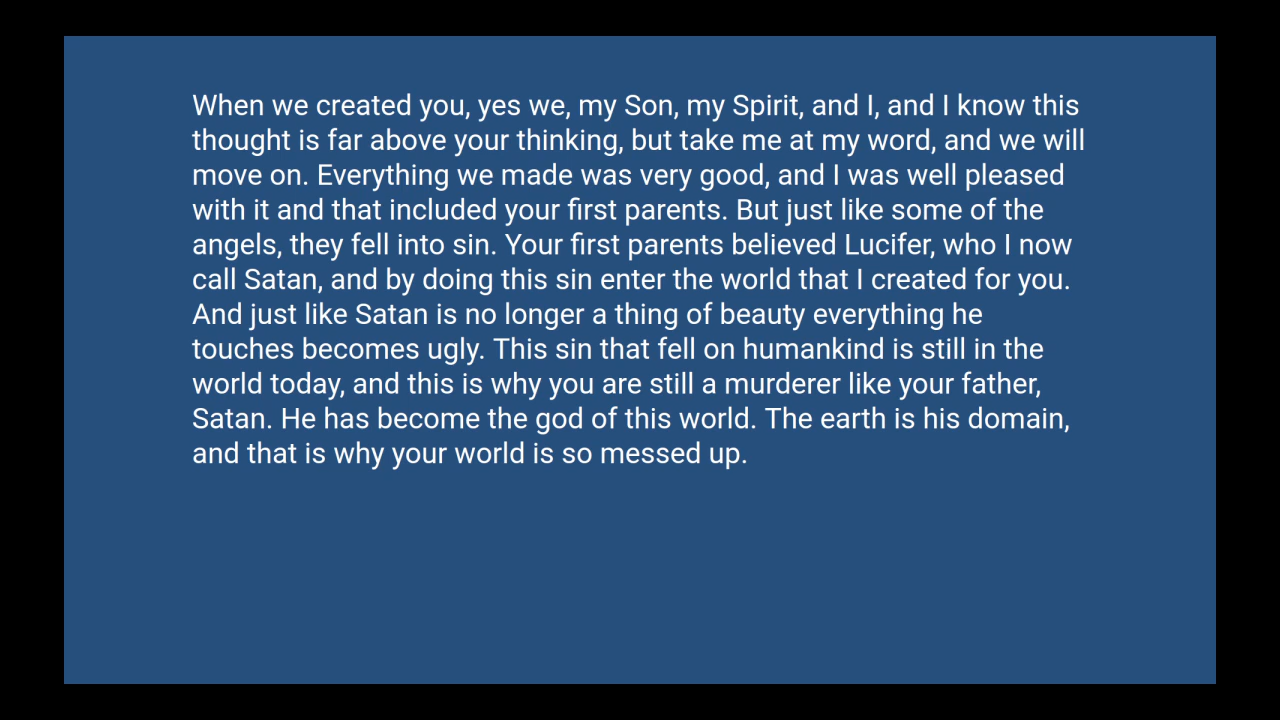 When we created you, yes we, my Son, my Spirit, and I, and I know this
thought is far above your thinking, but take me at my word, and we will
move on. Everything we made was very good, and I was well pleased
with it and that included your first parents. But just like some of the
angels, they fell into sin. Your first parents believed Lucifer, who I now
call Satan, and by doing this sin enter the world that I created for you.
And just like Satan is no longer a thing of beauty everything he
touches becomes ugly. This sin that fell on humankind is still in the
world today, and this is why you are still a murderer like your father,
Satan. He has become the god of this world. The earth is his domain,
and that is why your world is so messed up.